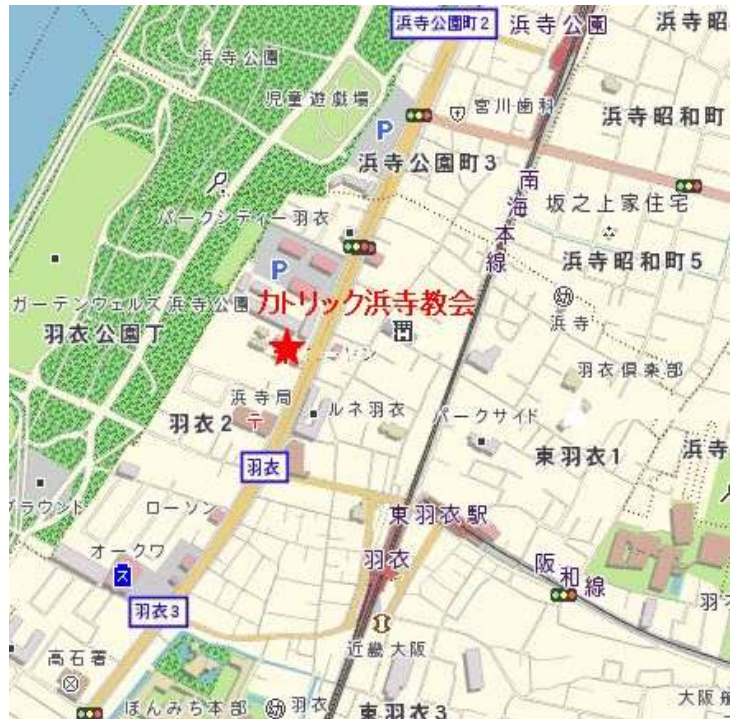 浜寺公園町2
浜寺公園
浜寺昭
浜寺公園
児童遊戯場
宮川歯科
浜寺昭和町
P
浜寺公園町3
南海本線
坂之上家住宅
パークシティー羽衣
浜寺昭和町5
P
ガーテンウェルズ浜寺公園
カトリック浜寺教会
浜寺
羽衣公園丁
羽衣倶楽部
浜寺局
ルネ羽衣
パークサイド
羽衣2
東羽衣1
浜寺
羽衣
グラウンド
ローソン
東羽衣駅
オークワ
羽衣
阪和線
ス
羽衣3
近畿大阪
高石署
ほんみち本部
羽衣
東羽衣3